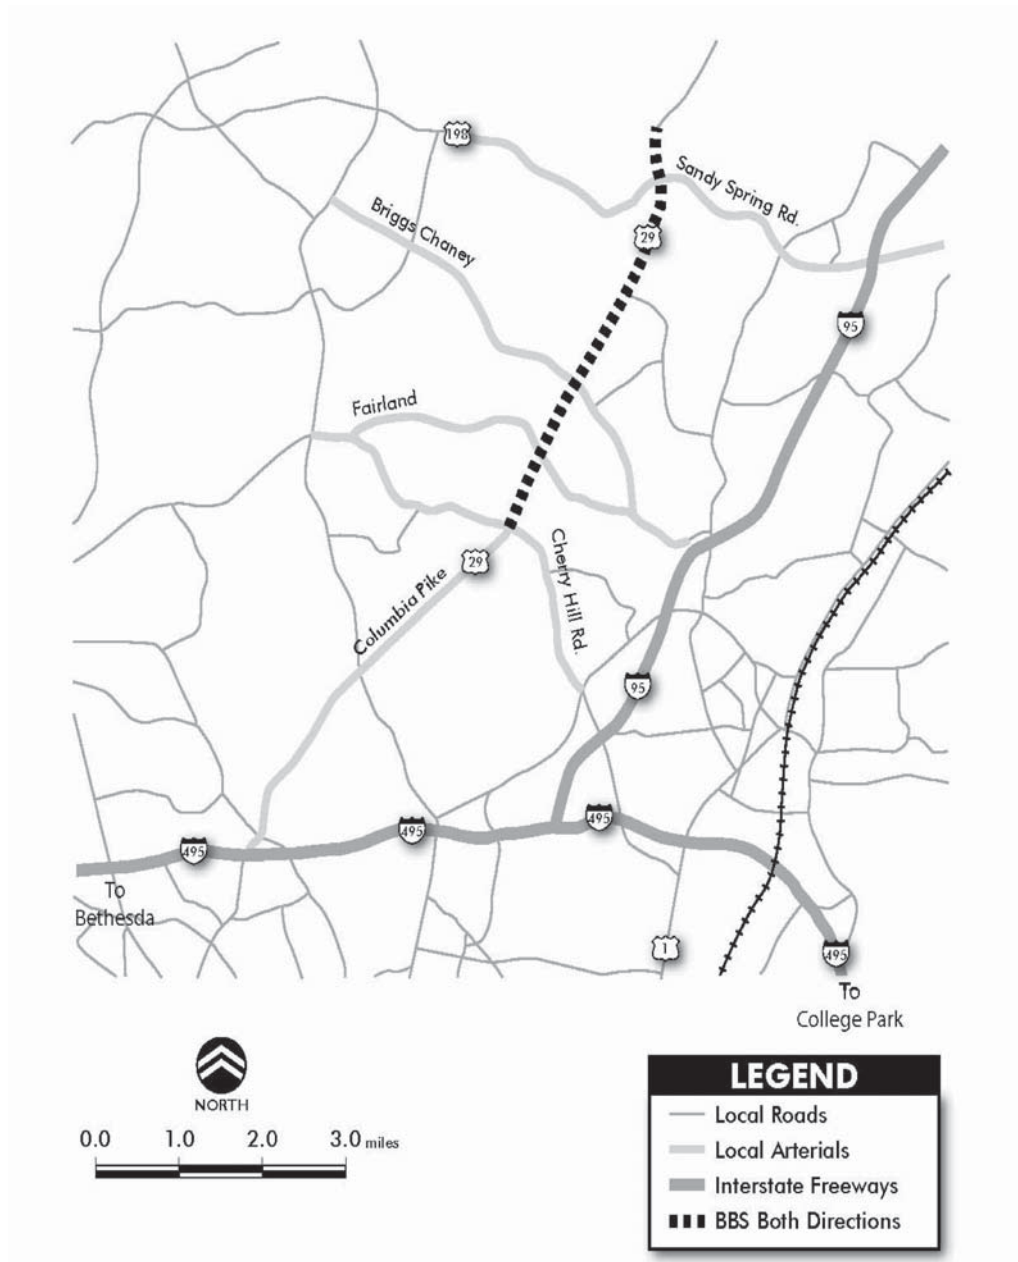 198
Sandy Spring Rd.
Briggs Chaney
29
95
Fairland
Cherry Hill Rd.
29
Columbia Pike
95
495
495
495
To
Bethesda
1
495
To
College Park
NORTH
0.0 1.0 2.0 3.0 miles
LEGEND
Local Roads
Local Arterials
Interstate Freeways
BBS Both Directions